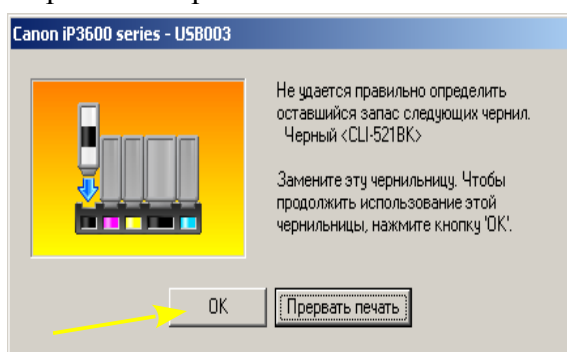 Canon iP3600 series - USB003
Не удается правильно определить
оставшийся запас следующих чернил.
Черный <CLI-521BK>
Замените эту чернильницу. Чтобы
продолжить использование этой
чернильницы, нажмите кнопку 'OK'.
OK
Прервать печать